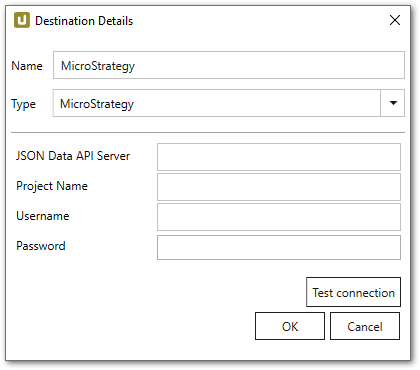 Destination Details
Name MicroStrategy
Type MicroStrategy
JSON Data API Server
Project Name
Username
Password
Test connection
OK Cancel